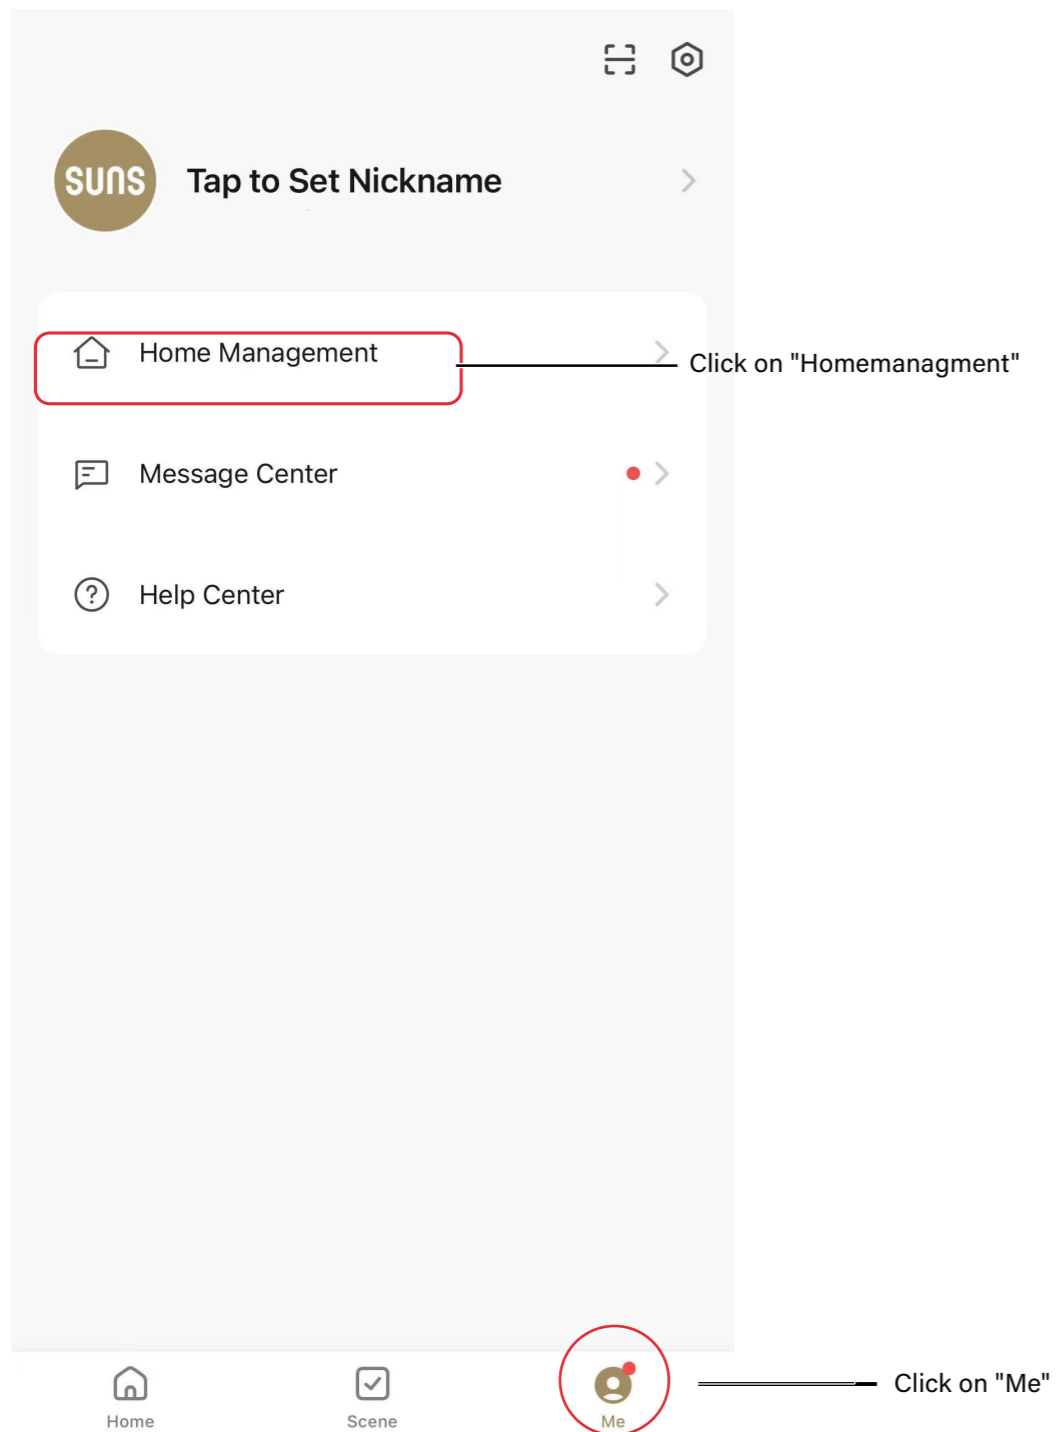 SUNS
Tap to Set Nickname
Home Management
Click on "Homemanagment"
Message Center
Help Center
Home
Scene
Me
Click on "Me"